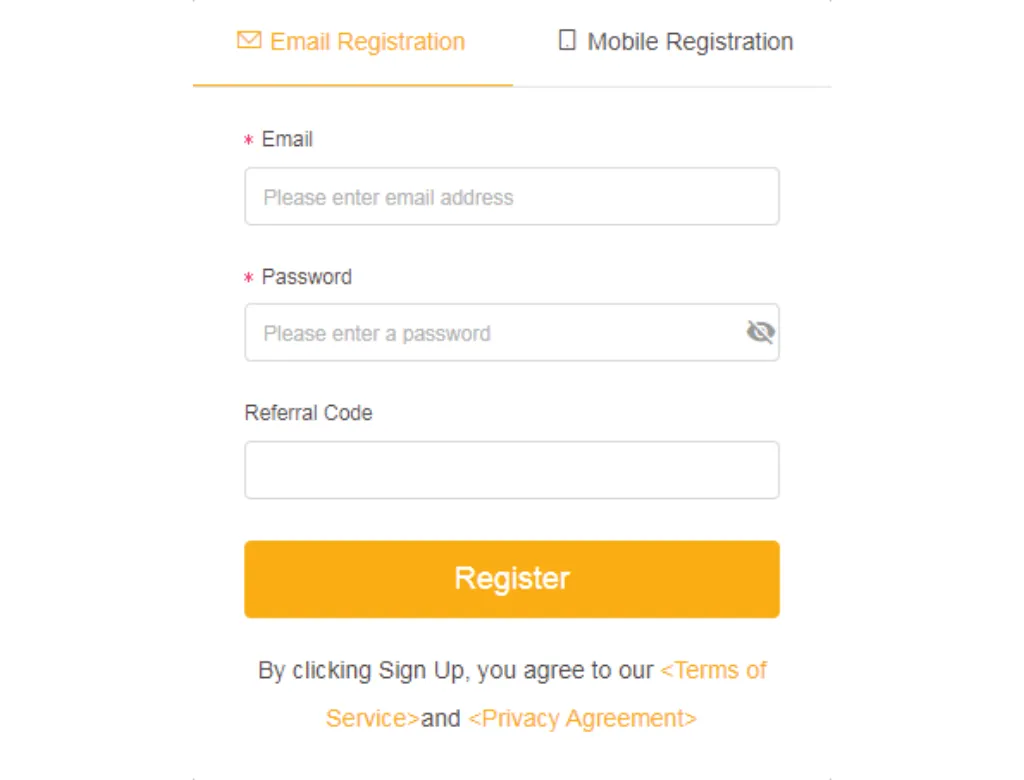 Email Registration Mobile Registration
* Email
Please enter email address
* Password
Please enter a password
Referral Code
Register
By clicking Sign Up, you agree to our <Terms of
Service>and <Privacy Agreement>